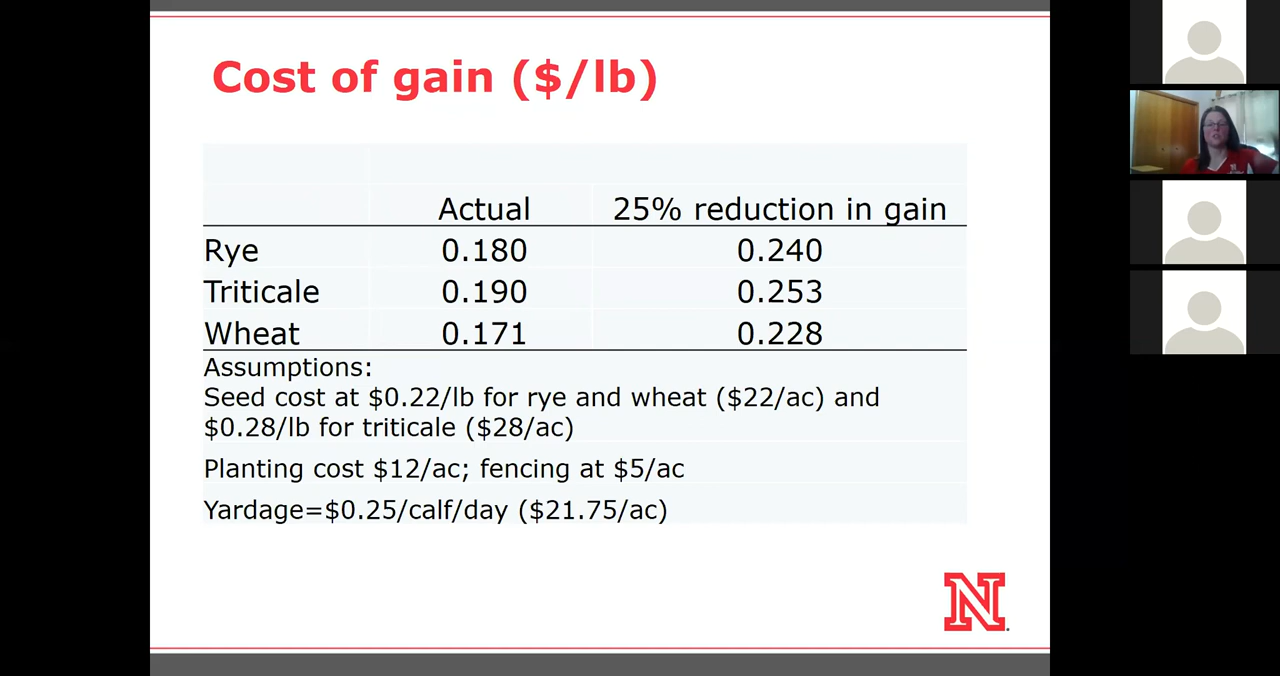 Cost of gain ($/lb)
Actual 25% reduction in gain
Rye 0.180 0.240
Triticale 0.190 0.253
Wheat 0.171 0.228
Assumptions:
Seed cost at $0.22/lb for rye and wheat ($22/ac) and
$0.28/lb for triticale ($28/ac)
Planting cost $12/ac; fencing at $5/ac
Yardage=$0.25/calf/day ($21.75/ac)
N